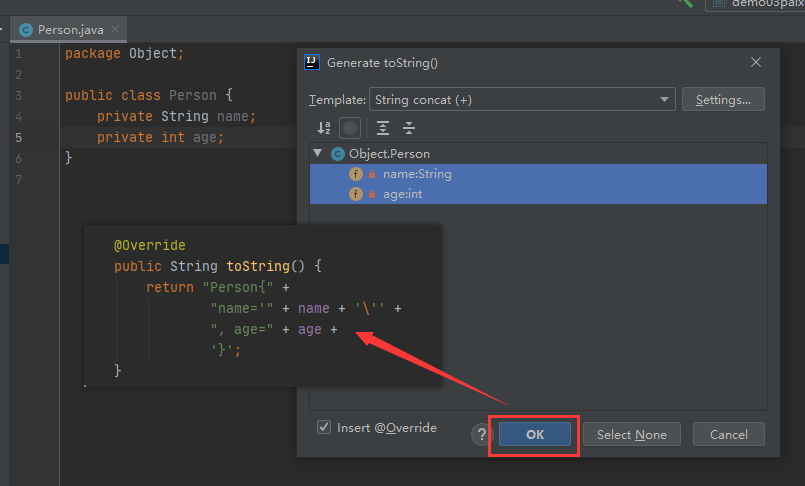 demo03paix
Person.java
1 package Object;
2
3 public class Person {
4 private String name;
5 private int age;
6 }
7
IJ Generate toString()
Template: String concat (+) Settings...
Object.Person
f name:String
f age:int
@Override
public String toString() {
return "Person{" +
"name='" + name + '\'' +
", age=" + age +
'}';
}
Insert @Override
? OK Select None Cancel